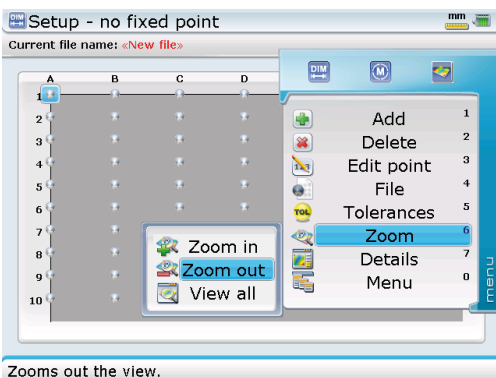 Setup - no fixed point
mm
Current file name: «New file»
DIM
M
A B C D
1
2
3
4
5
6
7
8
9
10
Add 1
Delete 2
123 Edit point 3
File 4
TOL Tolerances 5
Zoom 6
Details 7
Menu 0
menu
Zoom in
Zoom out
View all
Zooms out the view.